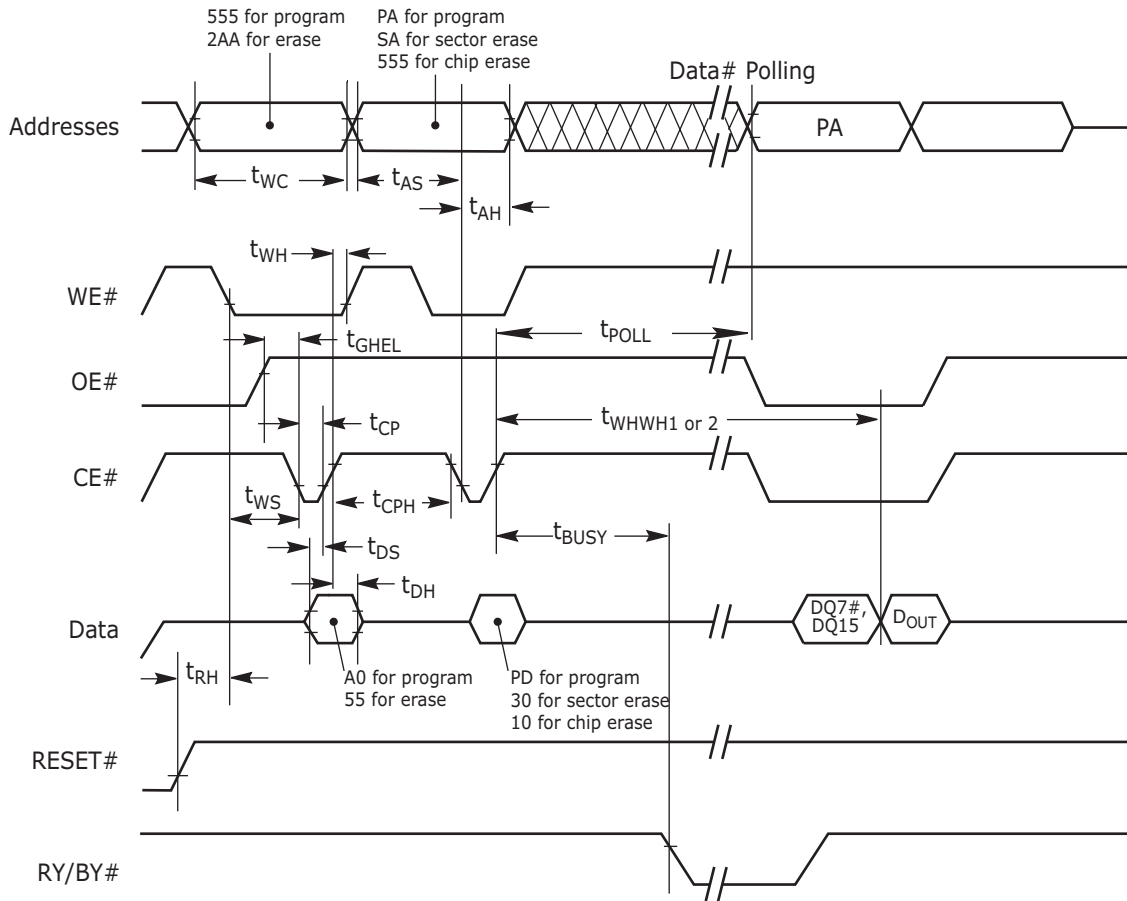 555 for program
2AA for erase
PA for program
SA for sector erase
555 for chip erase
Data# Polling
Addresses
PA
tWC
tAS
tAH
tWH
WE#
tGHEL
tPOLL
OE#
tCP
tWHWH1 or 2
CE#
tWS
tCPH
tBUSY
tDS
tDH
Data
DQ7#,
DQ15
DOUT
tRH
A0 for program
55 for erase
PD for program
30 for sector erase
10 for chip erase
RESET#
RY/BY#